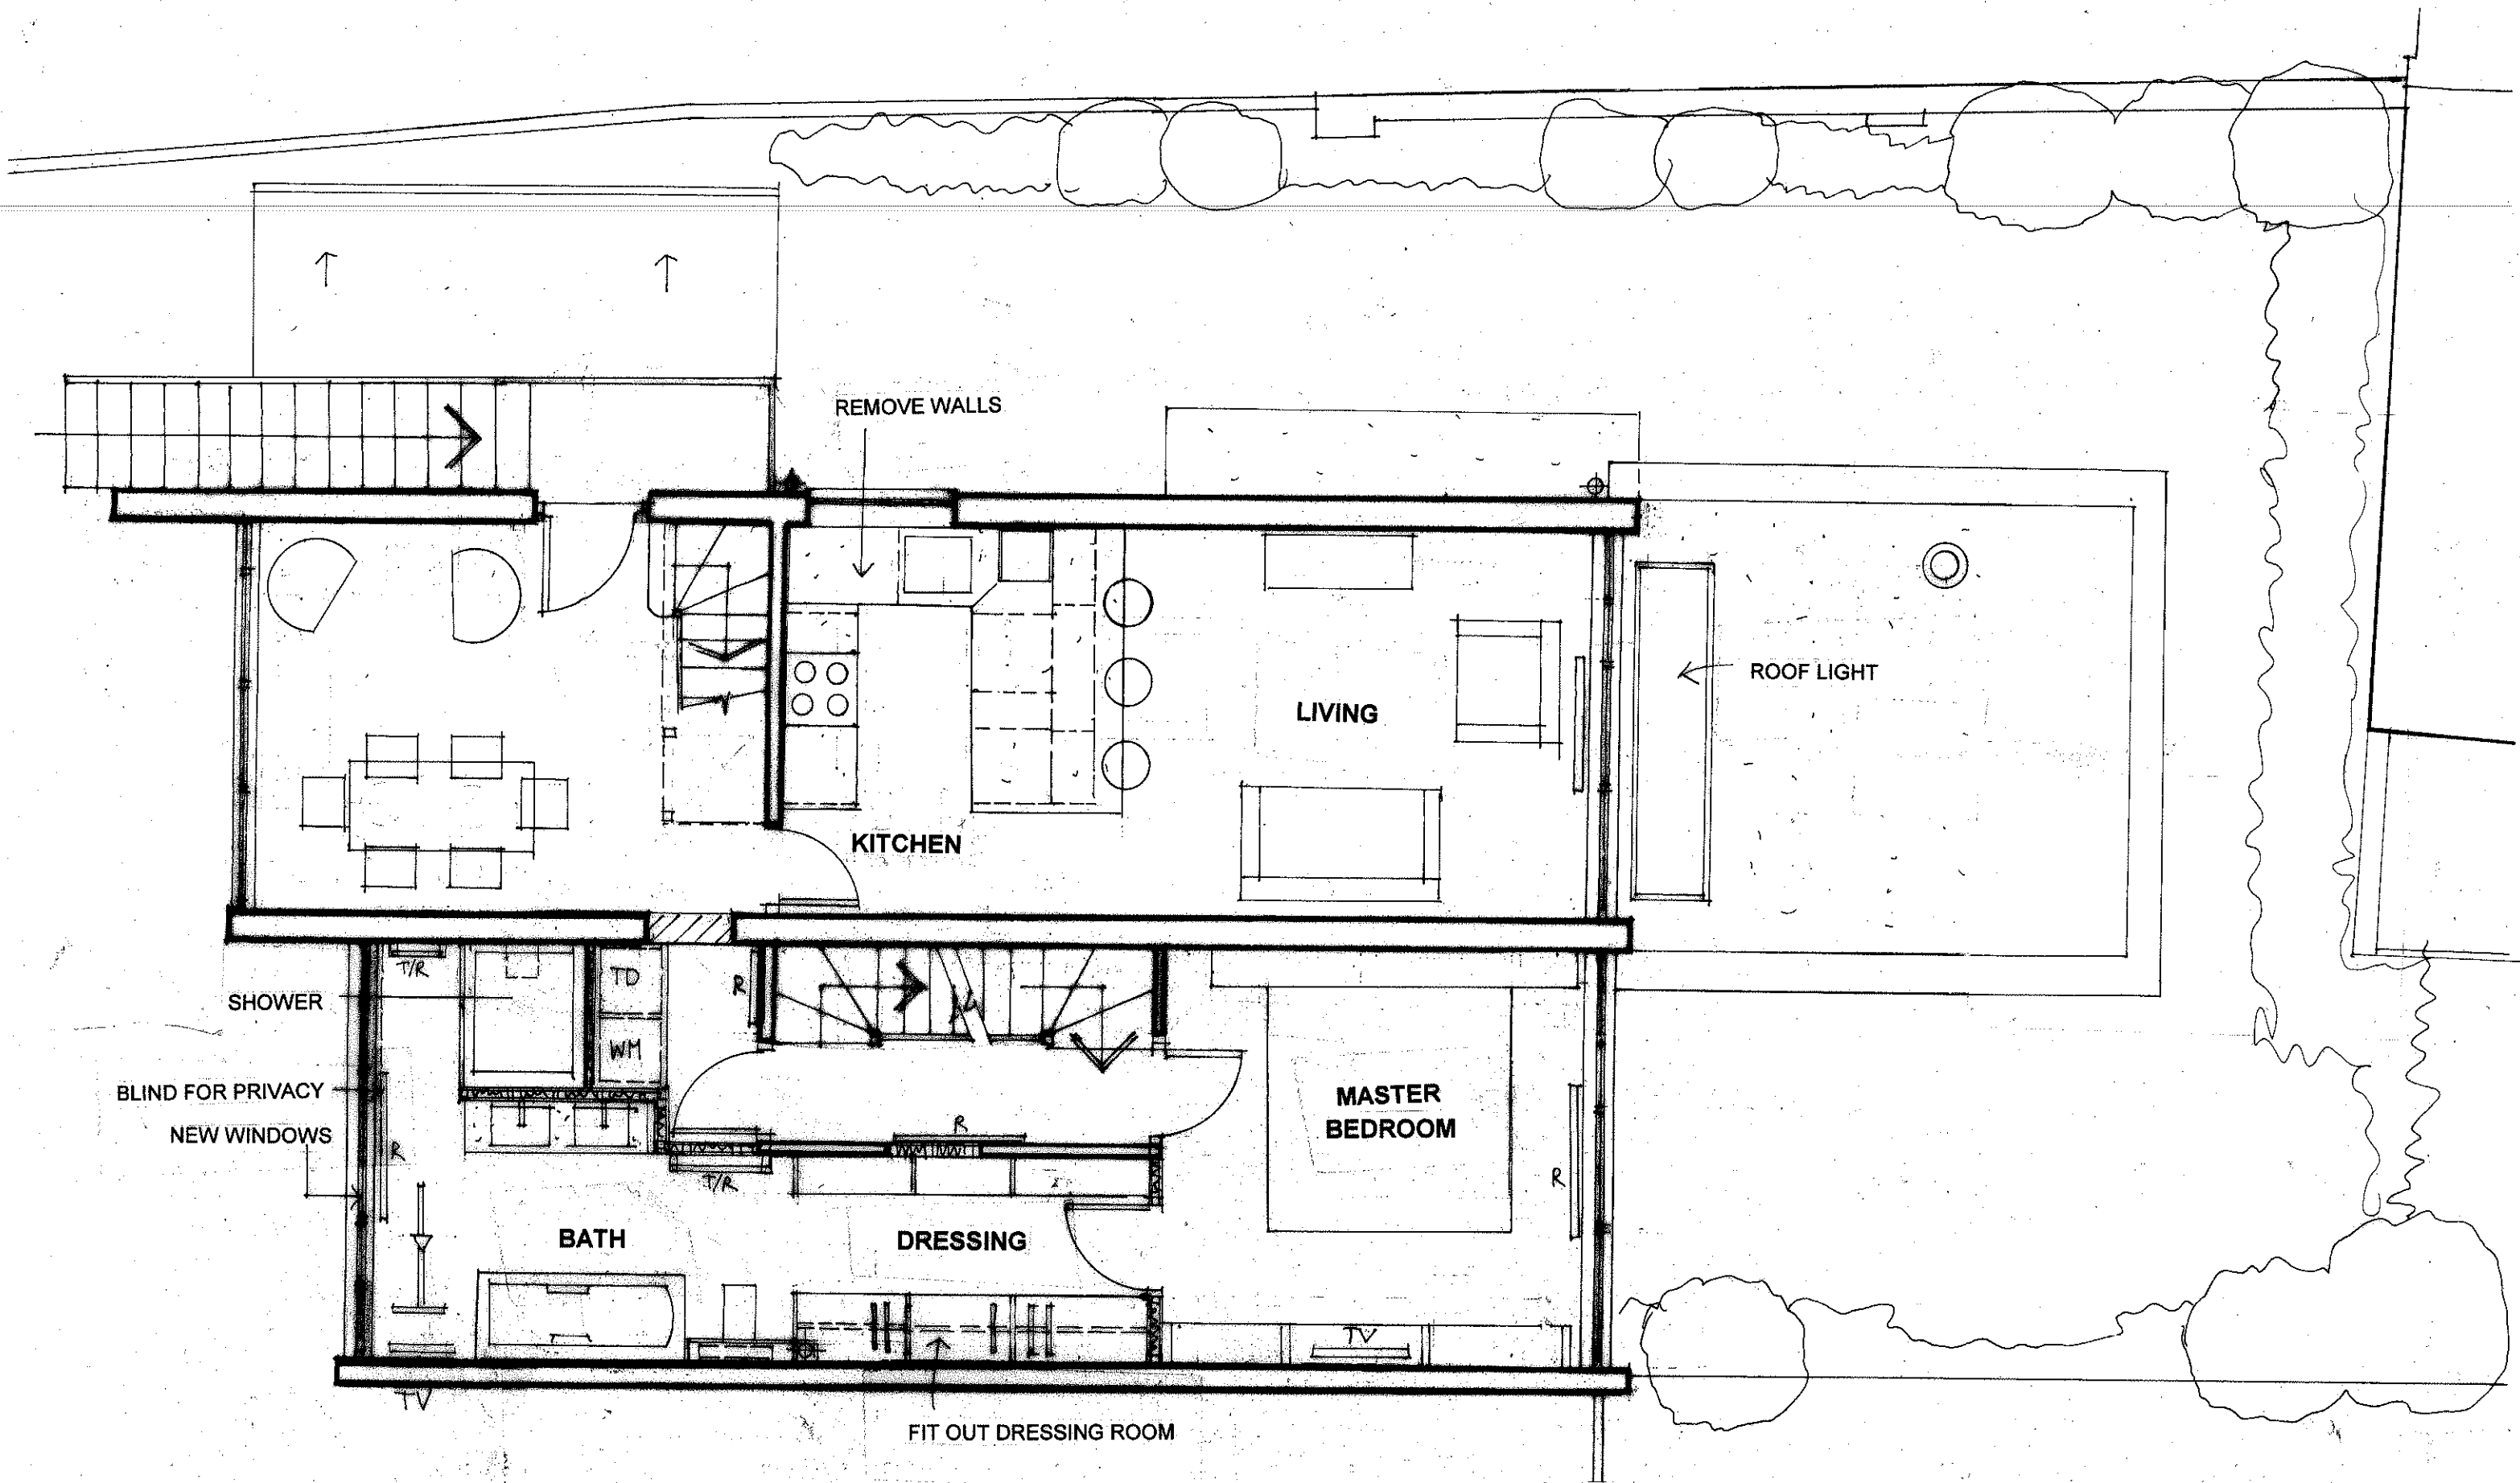 REMOVE WALLS
ROOF LIGHT
LIVING
KITCHEN
T/R
TD
R
SHOWER
WM
BLIND FOR PRIVACY
MASTER
BEDROOM
NEW WINDOWS
R
R
R
T/R
BATH
DRESSING
TV
TV
FIT OUT DRESSING ROOM